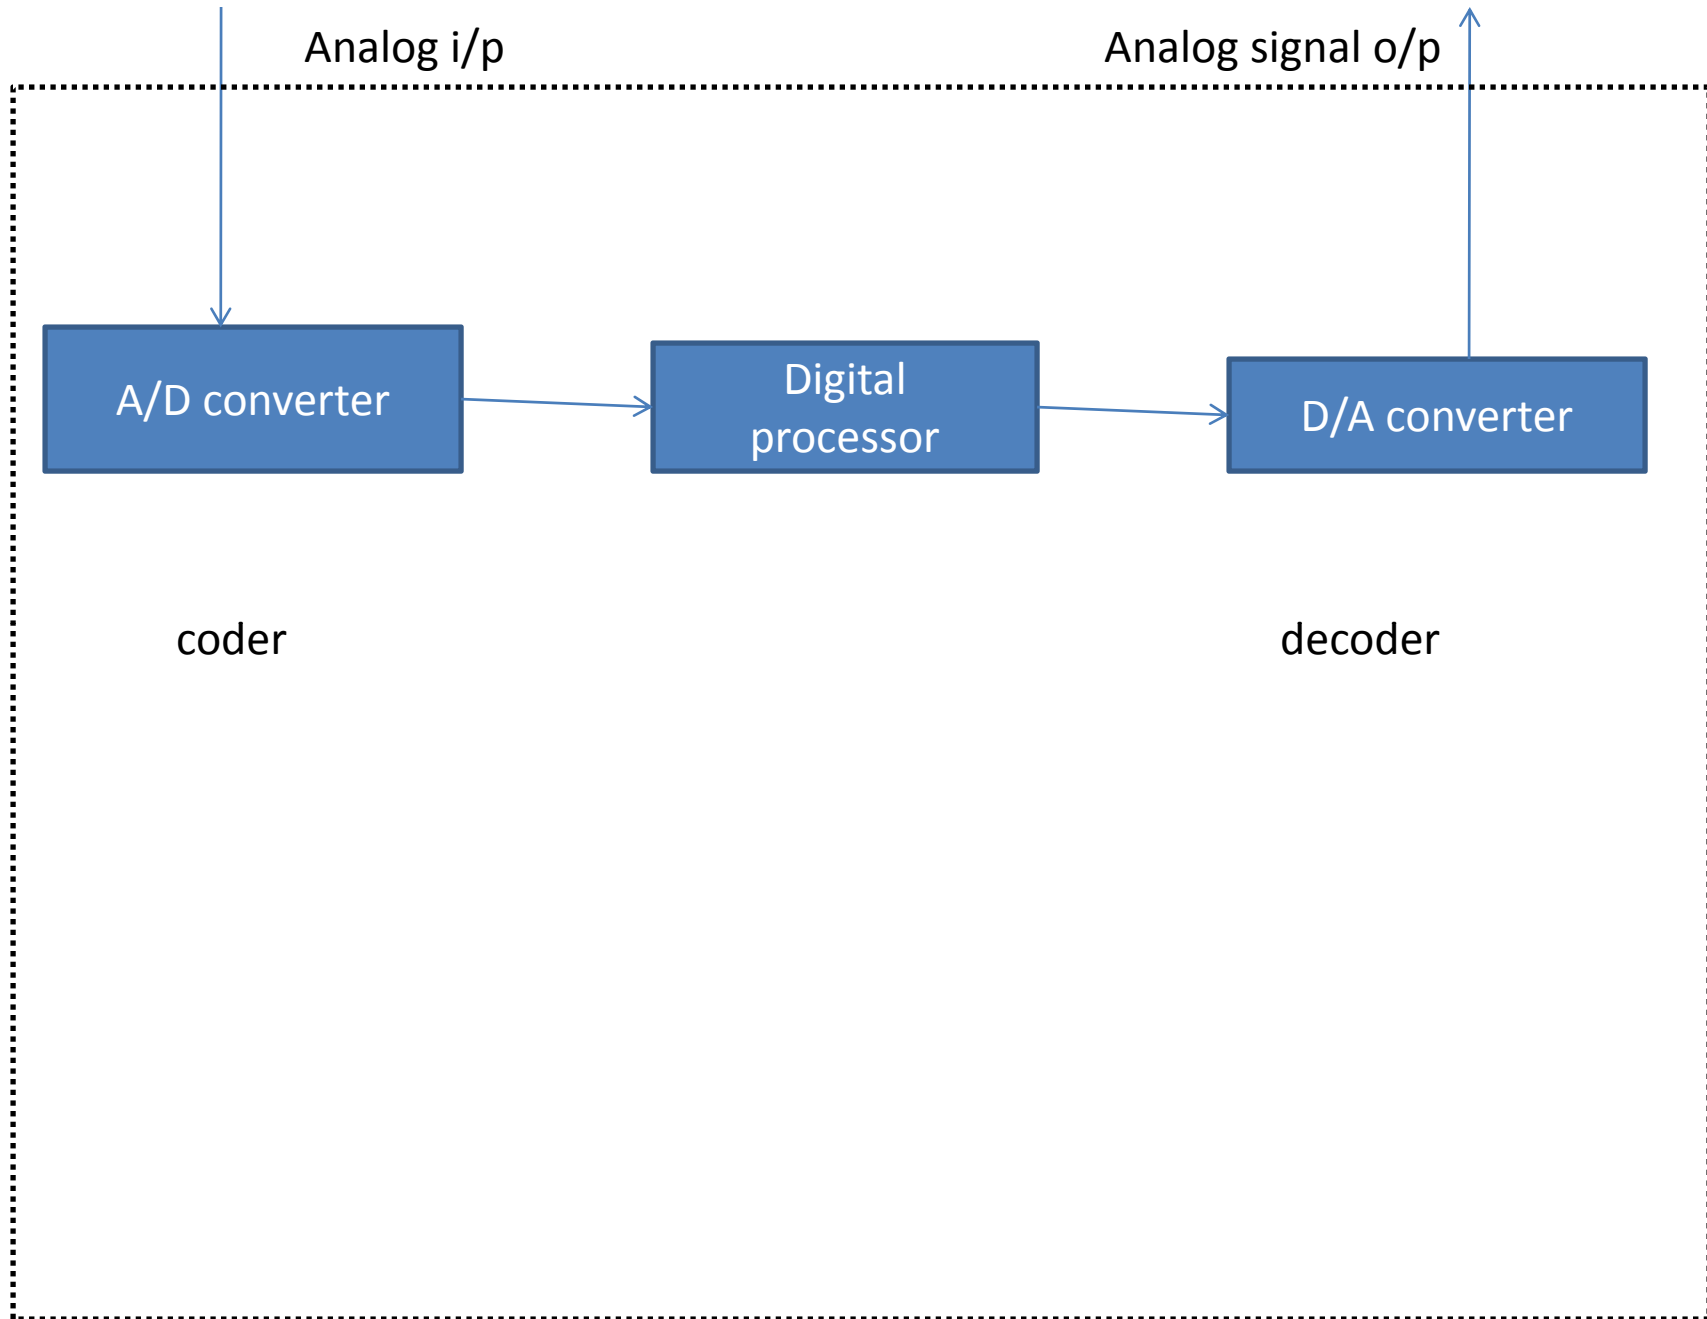 Analog i/p
Analog signal o/p
A/D converter
Digital
processor
D/A converter
coder
decoder